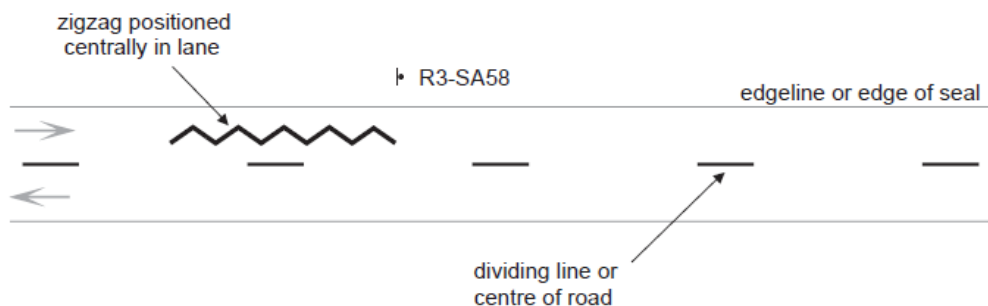 zigzag positioned
centrally in lane
R3-SA58
edgeline or edge of seal
dividing line or
centre of road